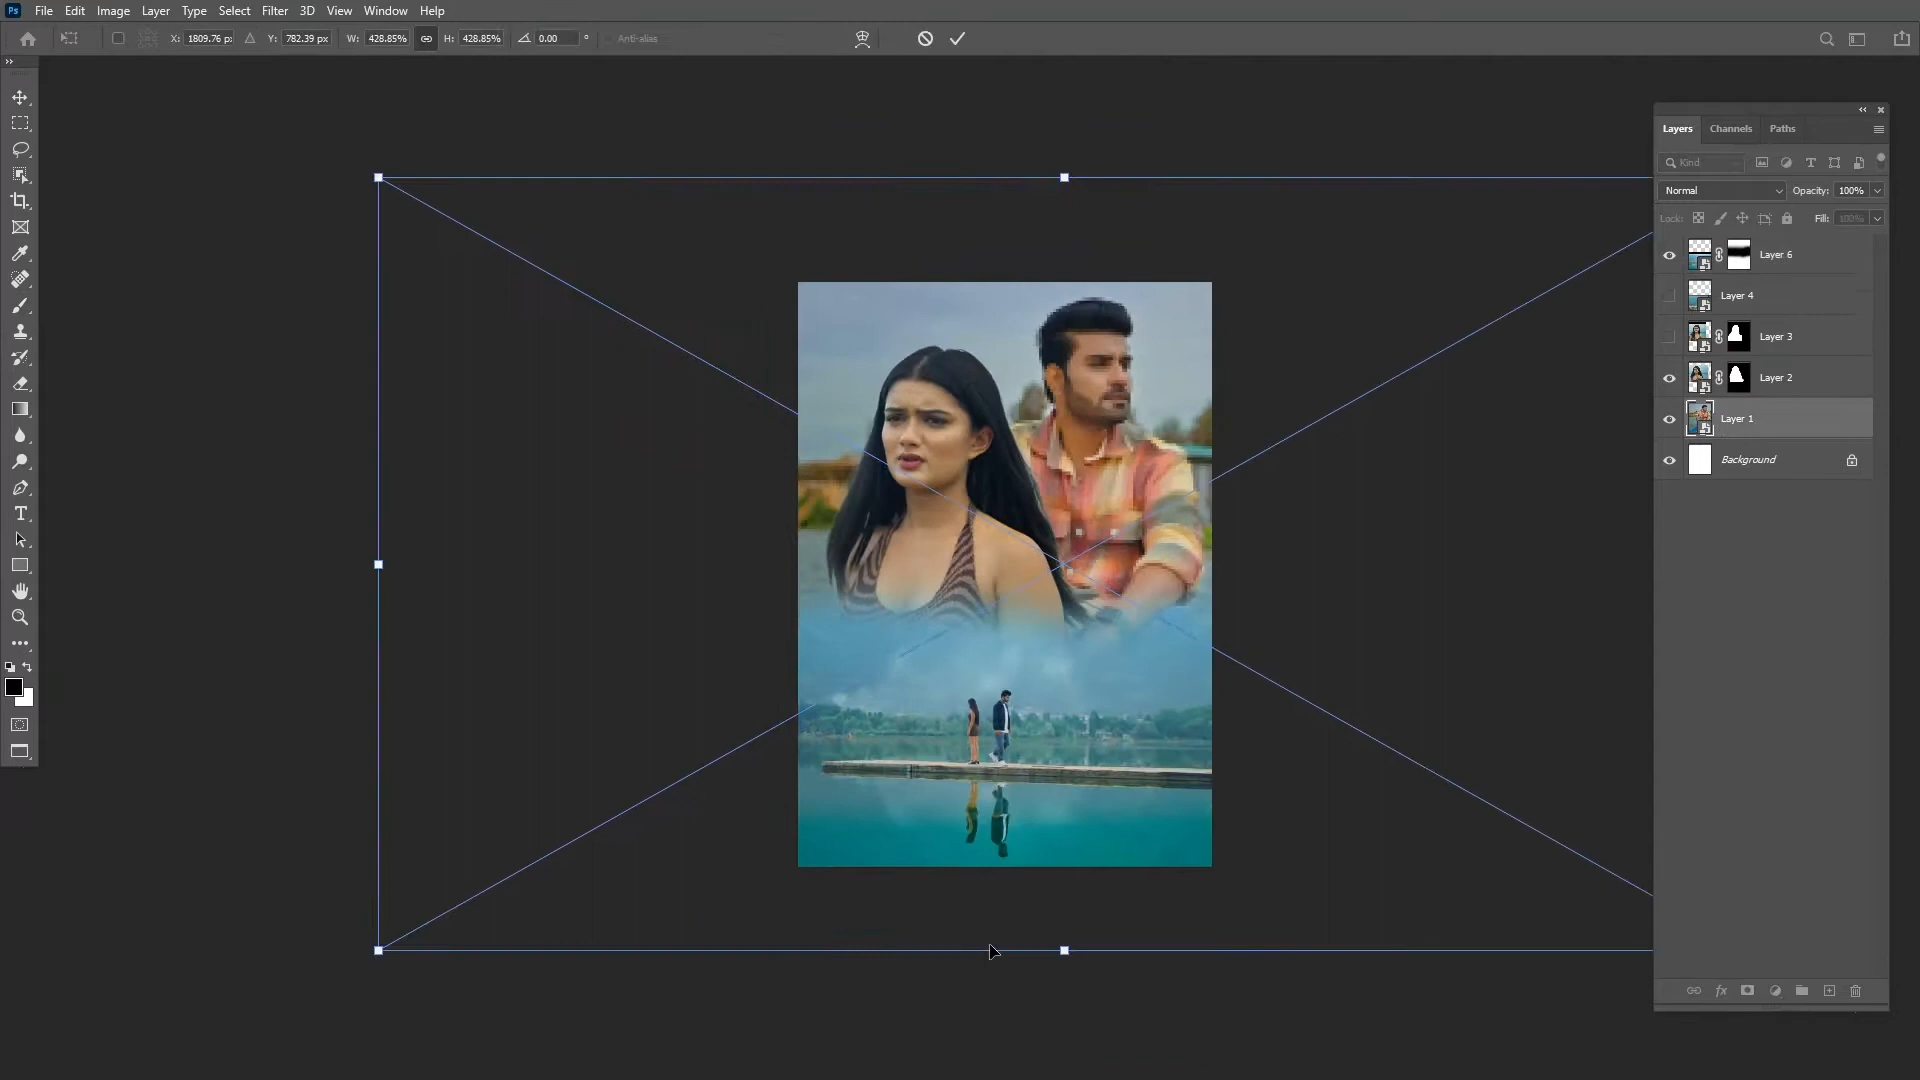 Ps File Edit Image Layer Type Select Filter 3D View Window Help
X: 1809.76 p: Y: 782.39 px W: 428.85% H: 428.85% 0.00 ° Anti-alias
Layers Channels Paths
Kind
Normal Opacity: 100%
Lock: Fill: 100%
Layer 6
Layer 4
Layer 3
Layer 2
Layer 1
Background
fx